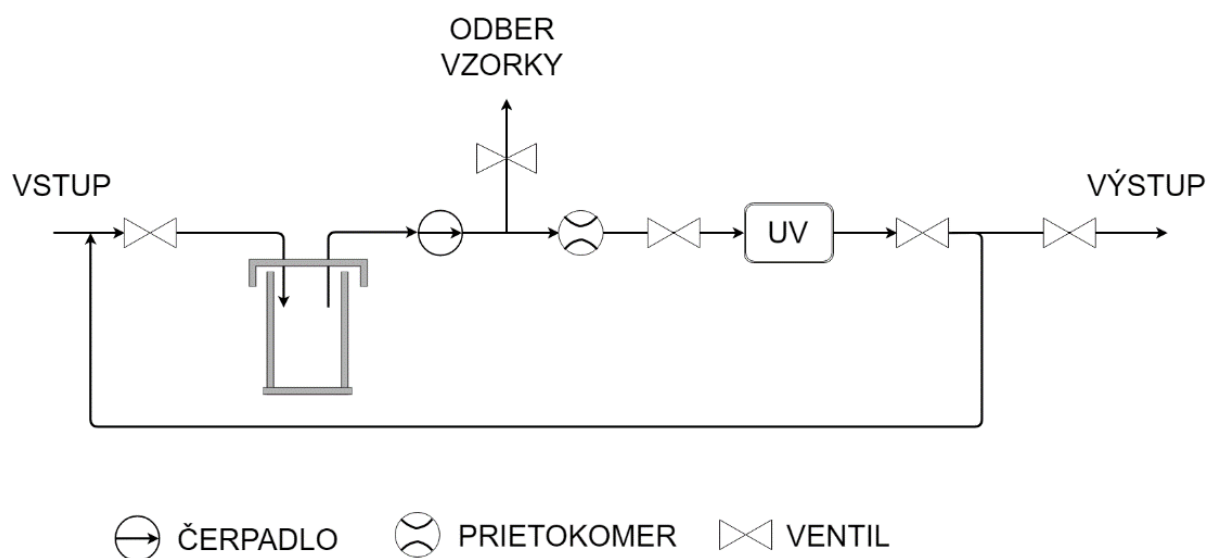 ODBER
VZORKY
VSTUP
VÝSTUP
UV
ČERPADLO
PRIETOKOMER
VENTIL